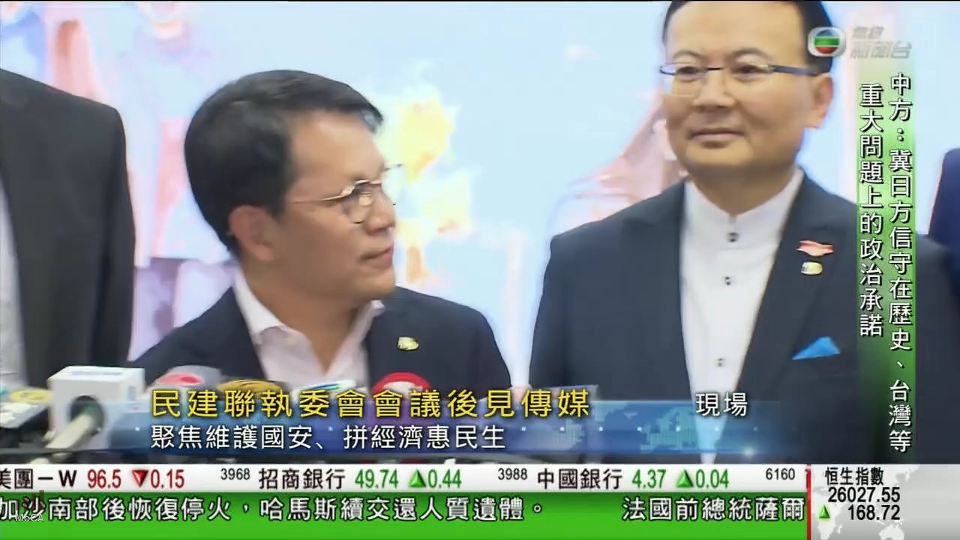 無綫新聞台
中方：冀日方信守在歷史、台灣等
重大問題上的政治承諾
民建聯執委會會議後見傳媒
現場
聚焦維護國安、拼經濟惠民生
美團－W 96.5 ▼0.15 3968 招商銀行 49.74 ▲0.44 3988 中國銀行 4.37 ▲0.04 6160
恒生指數
26027.55
▲ 168.72
加沙南部後恢復停火，哈馬斯續交還人質遺體。 法國前總統薩爾